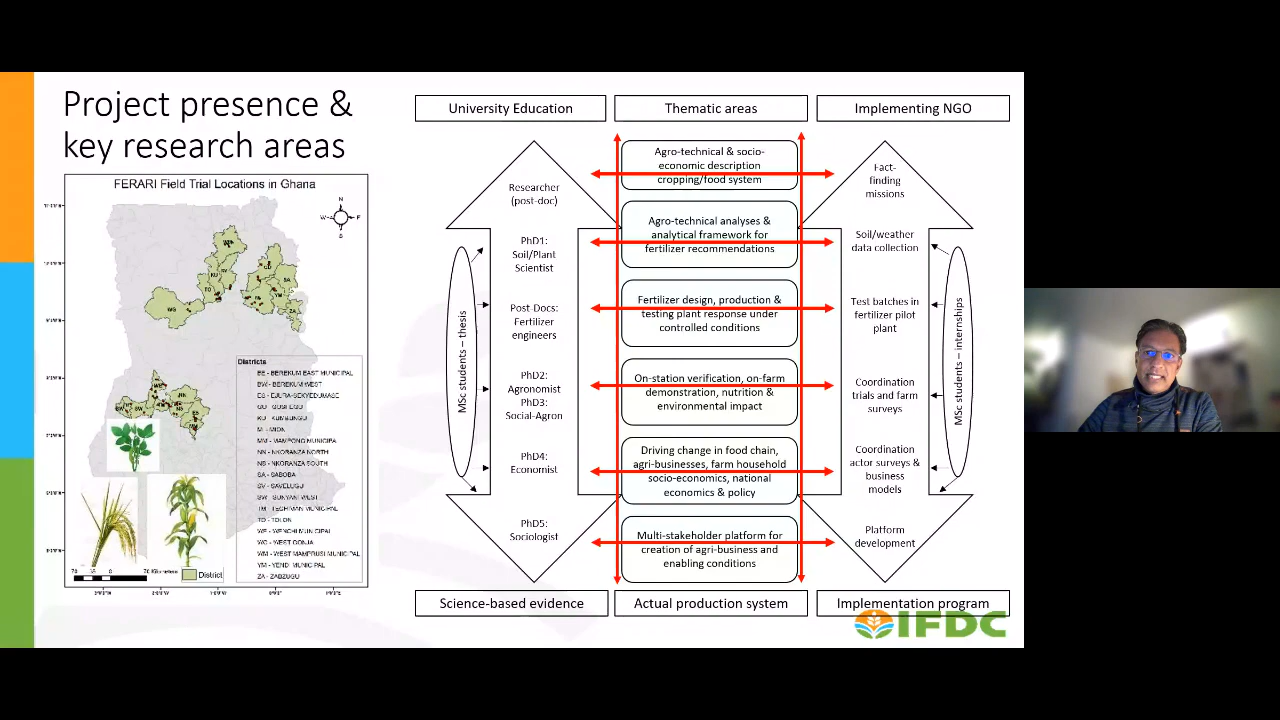 Project presence &
key research areas
FERARI Field Trial Locations in Ghana
N
W
E
S
Districts
BE - BEREKUM EAST MUNICIPAL
BW - BEREKUM WEST
ES - EJURA-SEKYEDUMASE
KU - KUMBUNGU
MI - MION
MM - MAMPONG MUNICIPA
NN - NKORANZA NORTH
NS - NKORANZA SOUTH
SA - SABOBA
SV - SAVELUGU
SW - SUNYANI WEST
TM - TECHIMAN MUNICIPAL
TO - TOLON
WE - WENCHI MUNICIPAL
WG - WEST GONJA
WM - WEST MAMPRUSI MUNICIPAL
YM - YENDI MUNICIPAL
ZA - ZABZUGU
70
35
0
70 Kilometers
District
University Education
Researcher
(post-doc)
PhD1:
Soil/Plant
Scientist
Post-Docs:
Fertilizer
engineers
PhD2:
Agronomist
PhD3:
Social-Agron
PhD4:
Economist
PhD5:
Sociologist
MSc students – thesis
Science-based evidence
Thematic areas
Agro-technical & socio-
economic description
cropping/food system
Agro-technical analyses &
analytical framework for
fertilizer recommendations
Fertilizer design, production &
testing plant response under
controlled conditions
On-station verification, on-farm
demonstration, nutrition &
environmental impact
Driving change in food chain,
agri-businesses, farm household
socio-economics, national
economics & policy
Multi-stakeholder platform for
creation of agri-business and
enabling conditions
Actual production system
Implementing NGO
Fact-
finding
missions
Soil/weather
data collection
Test batches in
fertilizer pilot
plant
Coordination
trials and farm
surveys
Coordination
actor surveys &
business
models
Platform
development
MSc students – internships
Implementation program
IFDC